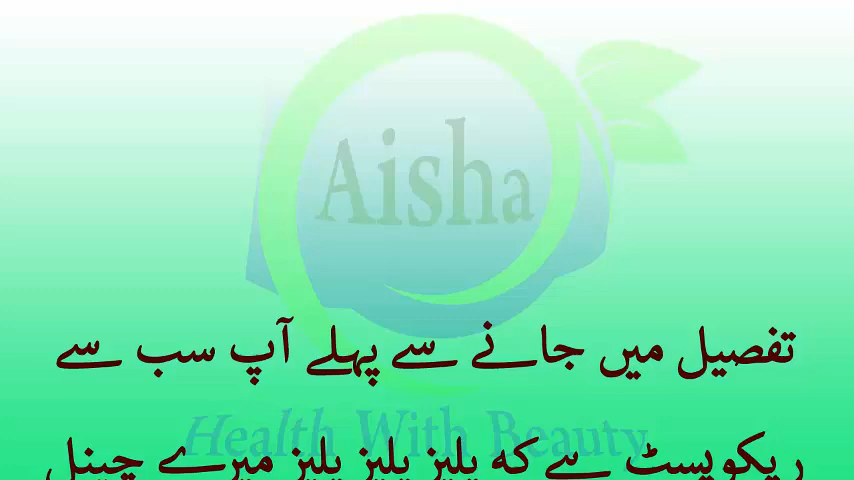 Aisha
تفصیل میں جانے سے پہلے آپ سب سے
Health With Beauty
ریکویسٹ ہے کہ پلیز پلیز پلیز میرے چینل